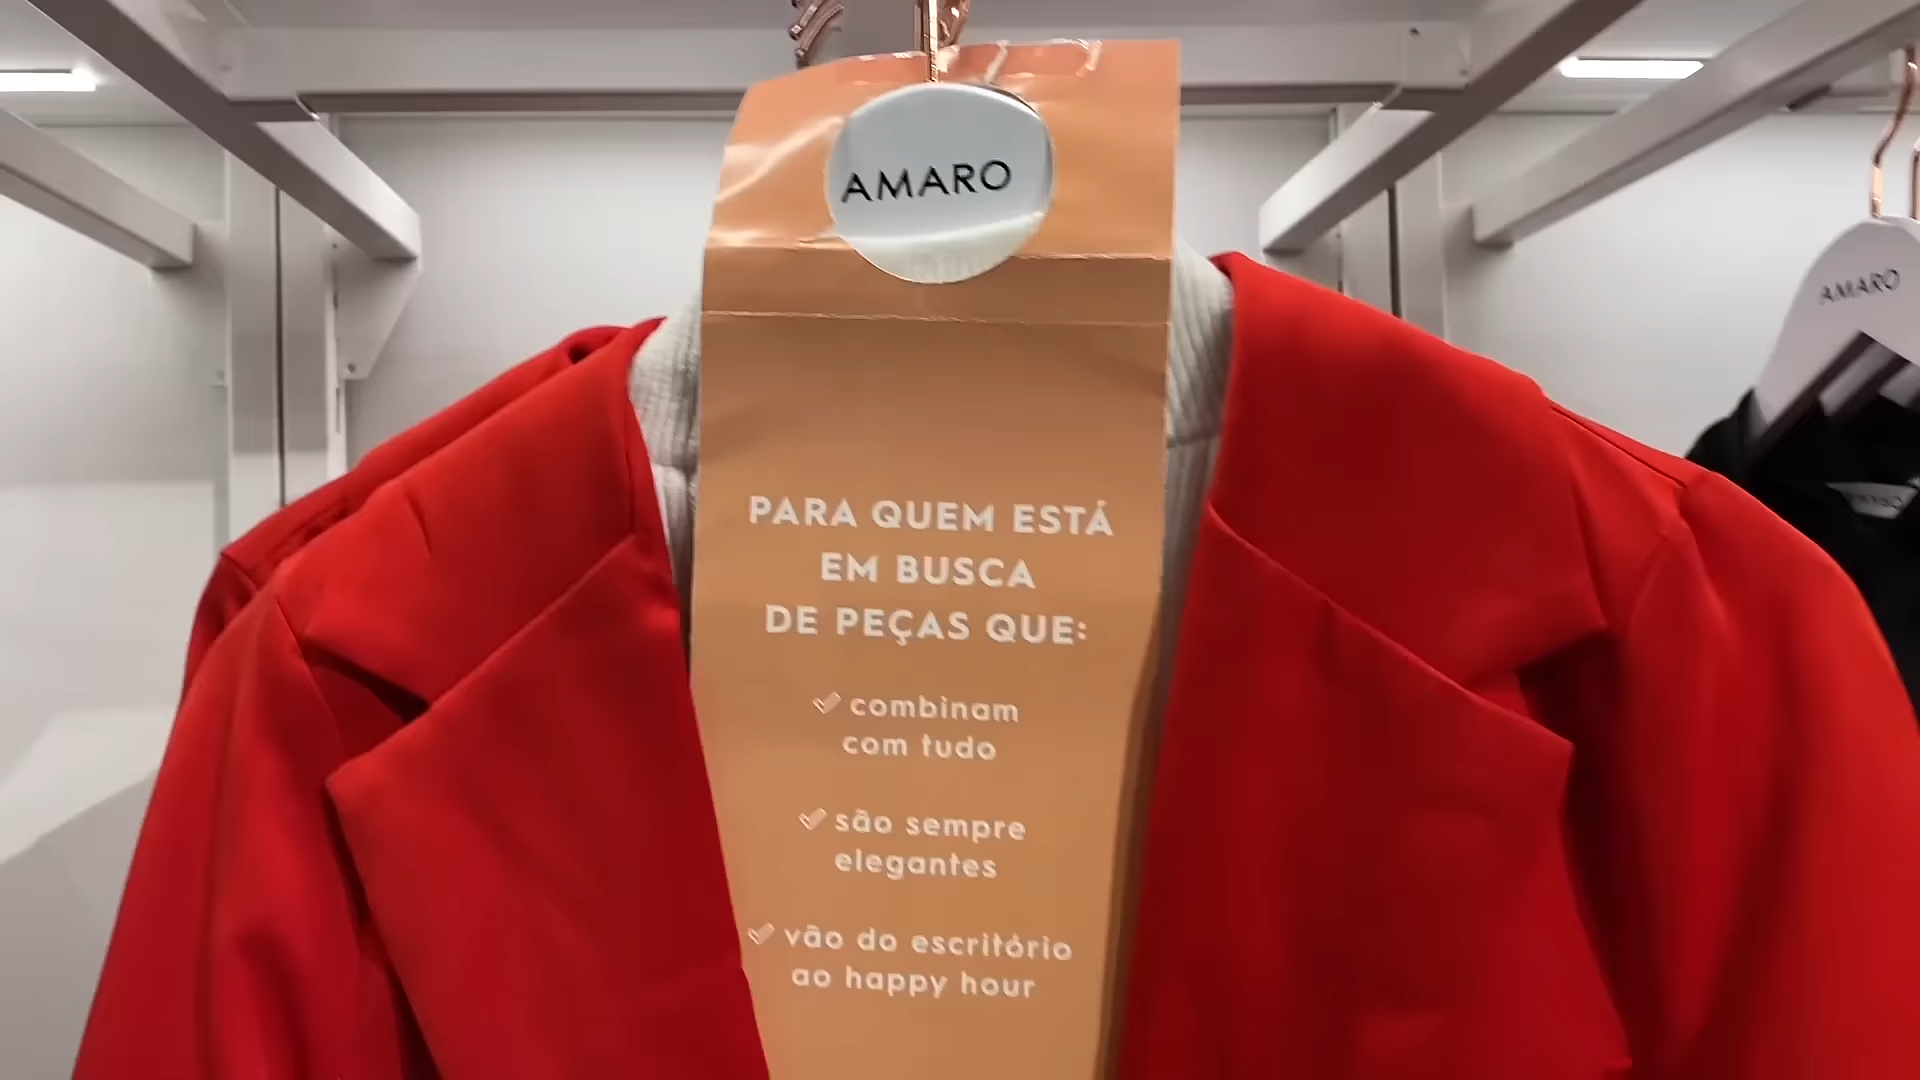 AMARO
AMARO
PARA QUEM ESTÁ
EM BUSCA
DE PEÇAS QUE:
combinam
com tudo
são sempre
elegantes
vão do escritório
ao happy hour